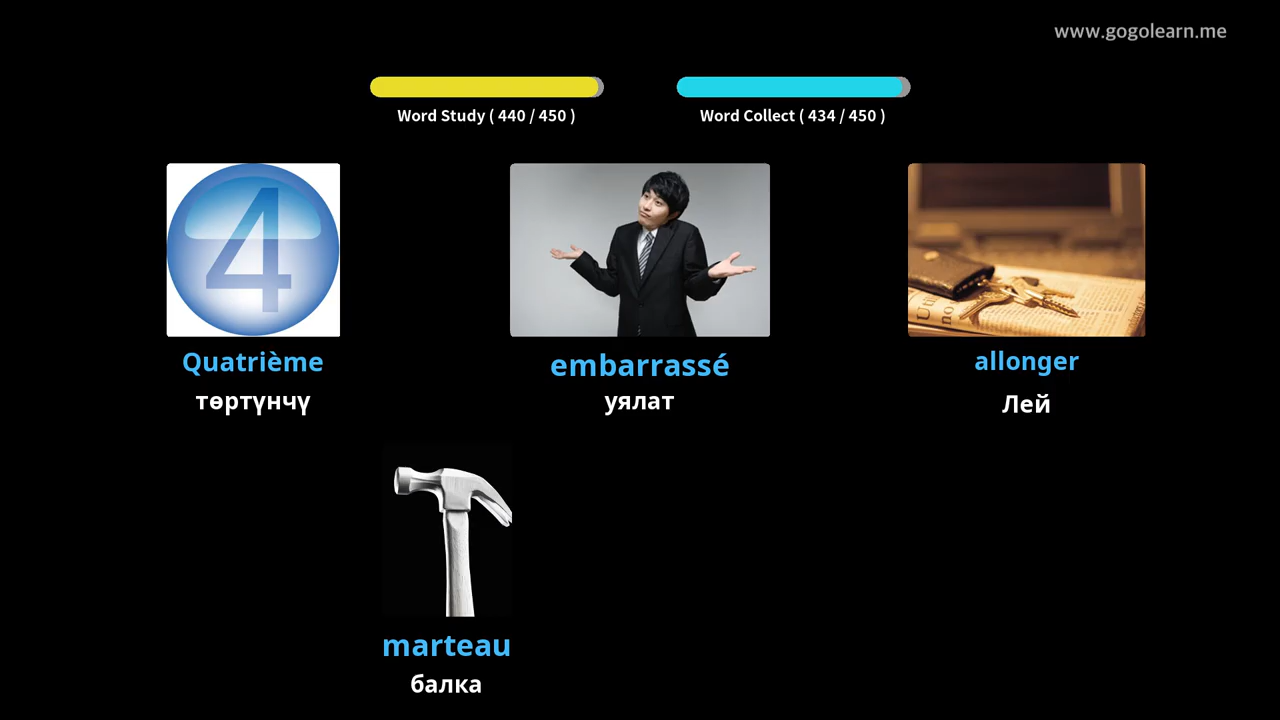 www.gogolearn.me
Word Study ( 440 / 450 )
Word Collect ( 434 / 450 )
4
Quatrième
төртүнчү
embarrassé
уялат
allonger
Лей
marteau
балка